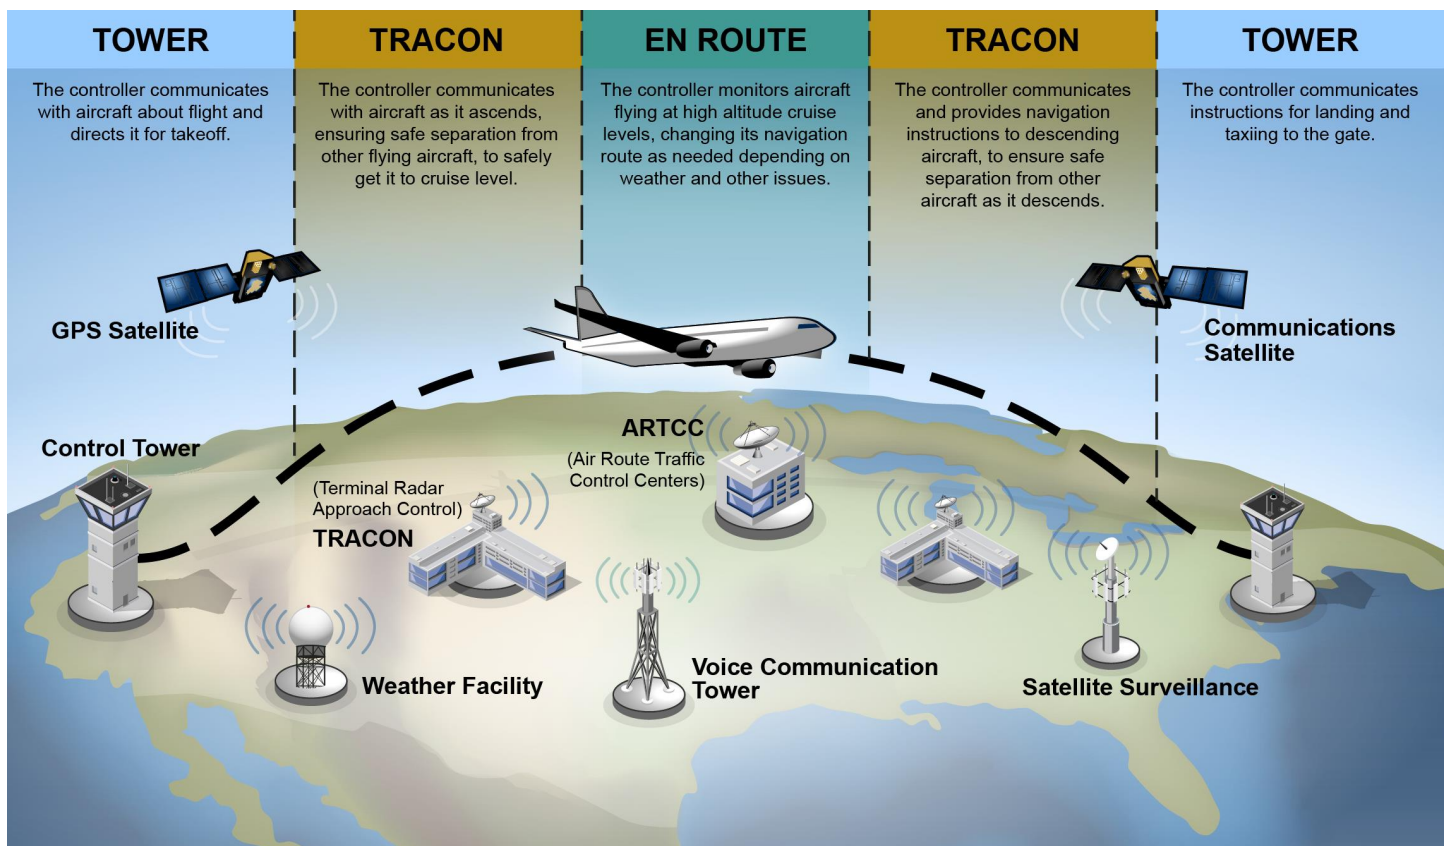 TOWER
The controller communicates
with aircraft about flight and
directs it for takeoff.
TRACON
The controller communicates
with aircraft as it ascends,
ensuring safe separation from
other flying aircraft, to safely
get it to cruise level.
EN ROUTE
The controller monitors aircraft
flying at high altitude cruise
levels, changing its navigation
route as needed depending on
weather and other issues.
TRACON
The controller communicates
and provides navigation
instructions to descending
aircraft, to ensure safe
separation from other
aircraft as it descends.
TOWER
The controller communicates
instructions for landing and
taxiing to the gate.
GPS Satellite
Communications
Satellite
Control Tower
(Terminal Radar
Approach Control)
TRACON
ARTCC
(Air Route Traffic
Control Centers)
Weather Facility
Voice Communication
Tower
Satellite Surveillance